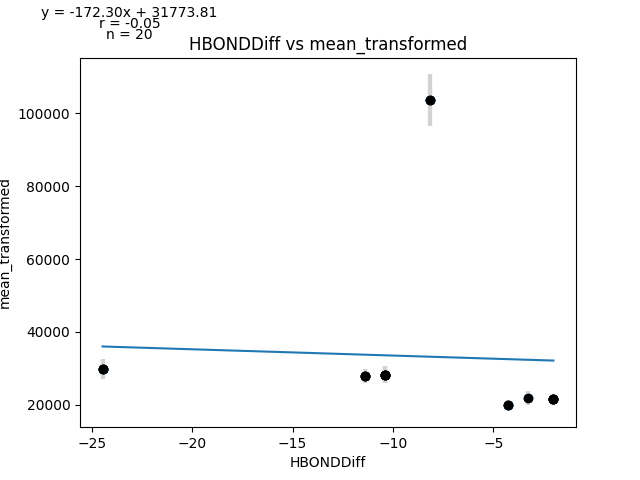 y = -172.30x + 31773.81
r = -0.05
n = 20
HBONDDiff vs mean_transformed
mean_transformed
100000
80000
60000
40000
20000
−25
−20
−15
−10
−5
HBONDDiff